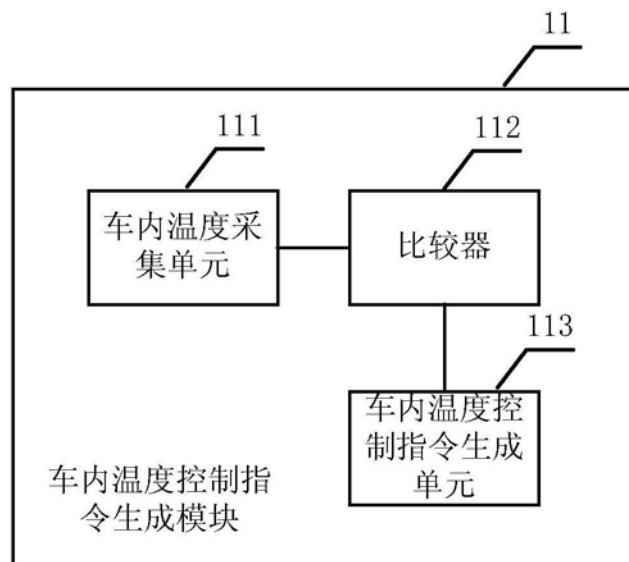 11
111
112
车内温度采
集单元
比较器
113
车内温度控
制指令生成
单元
车内温度控制指
令生成模块